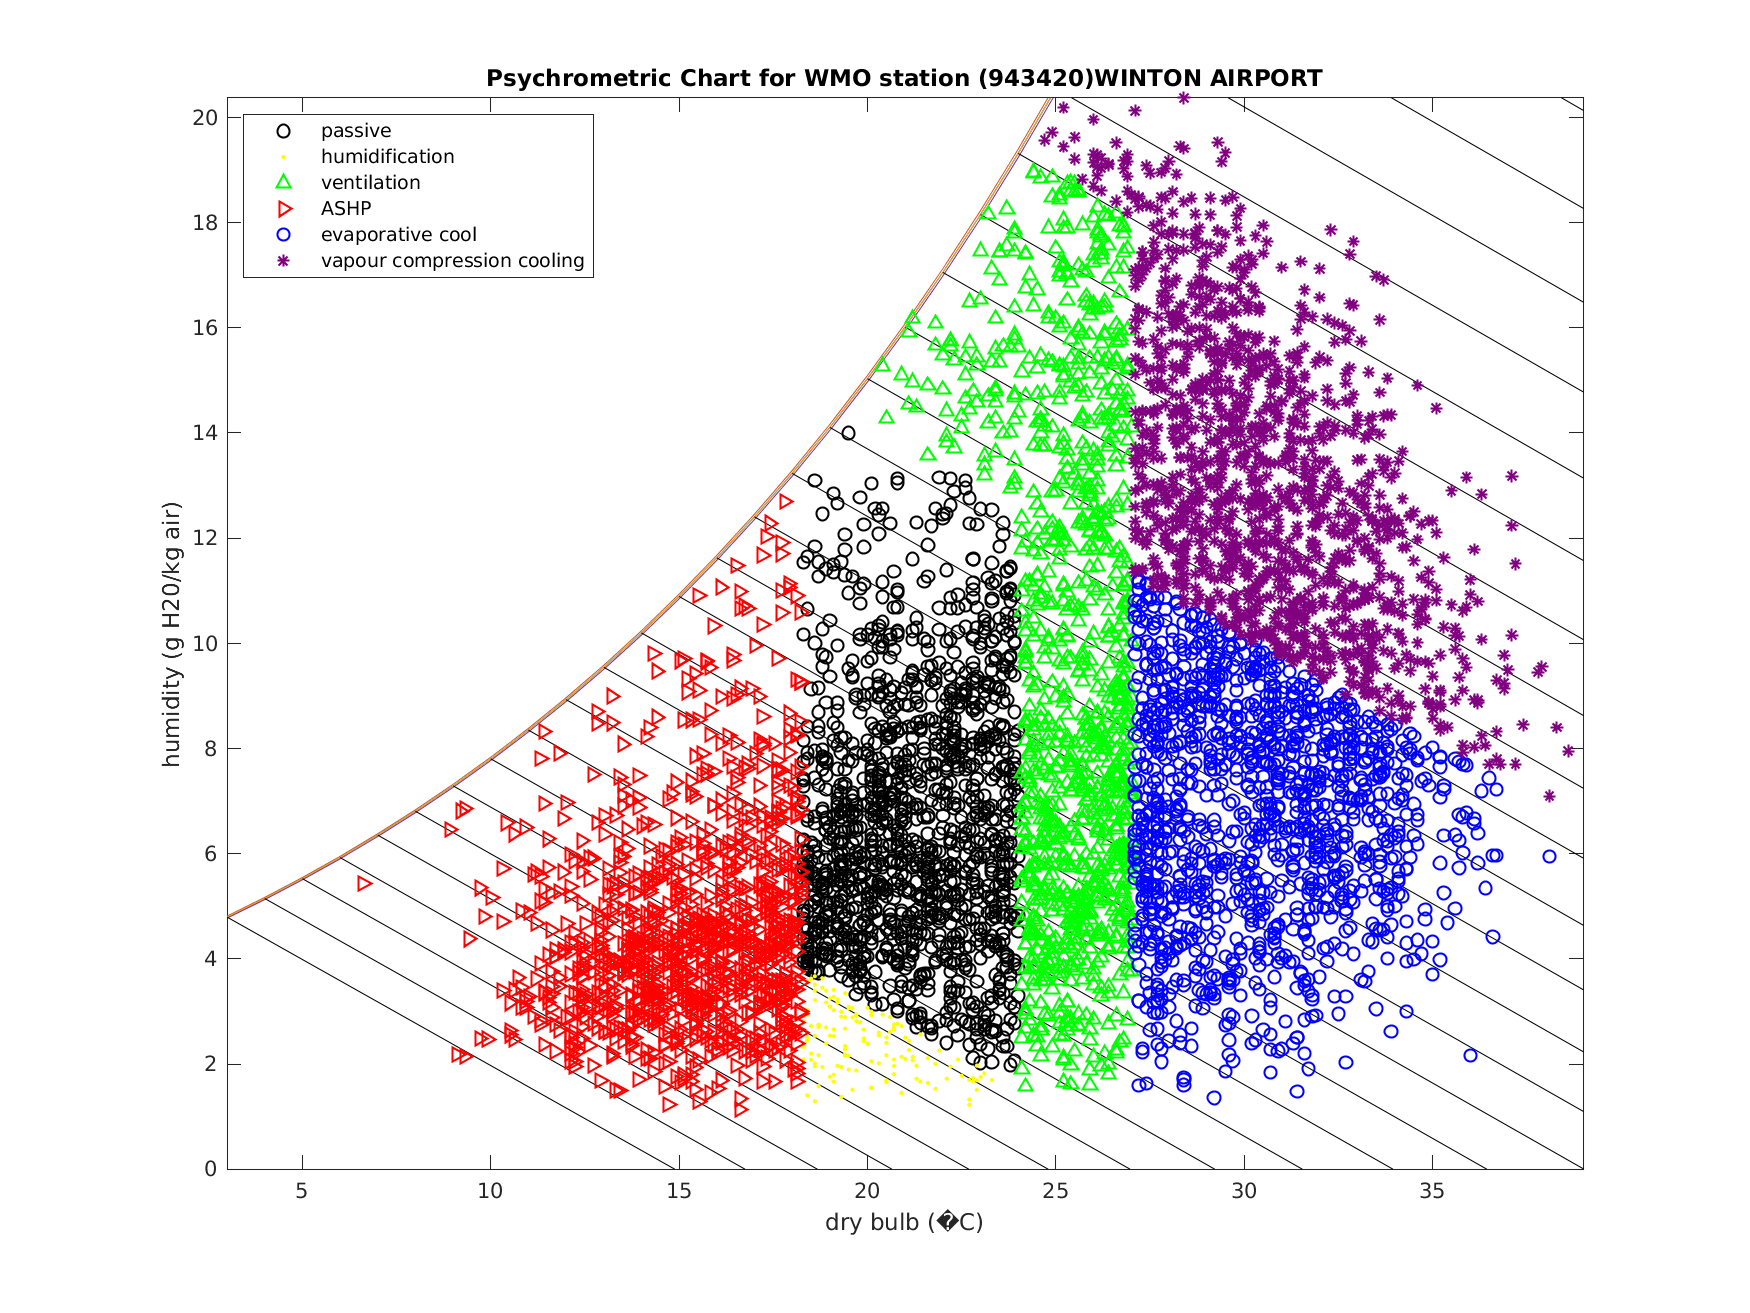 Psychrometric Chart for WMO station (943420)WINTON AIRPORT
passive
humidification
ventilation
ASHP
evaporative cool
vapour compression cooling
humidity (g H20/kg air)
20
18
16
14
12
10
8
6
4
2
0
5 10 15 20 25 30 35
dry bulb (�C)